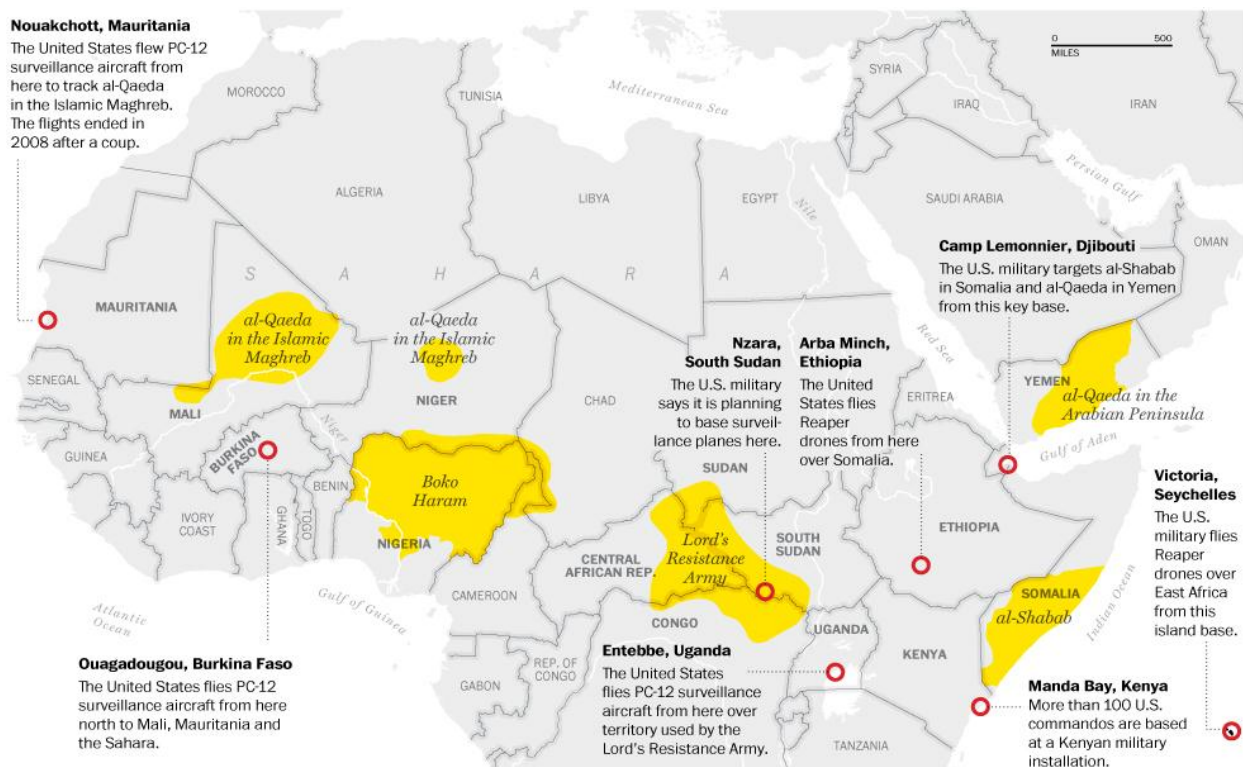 Nouakchott, Mauritania
The United States flew PC-12
surveillance aircraft from
here to track al-Qaeda
in the Islamic Maghreb.
The flights ended in
2008 after a coup.
0 500
MILES
MOROCCO
TUNISIA
Mediterranean Sea
SYRIA
IRAQ
IRAN
ALGERIA
LIBYA
EGYPT
Nile
SAUDI ARABIA
Persian Gulf
OMAN
S A H A R A
Camp Lemonnier, Djibouti
The U.S. military targets al-Shabab
in Somalia and al-Qaeda in Yemen
from this key base.
MAURITANIA
al-Qaeda
in the Islamic
Maghreb
al-Qaeda
in the Islamic
Maghreb
Nzara,
South Sudan
The U.S. military
says it is planning
to base surveil-
lance planes here.
Arba Minch,
Ethiopia
The United
States flies
Reaper
drones from here
over Somalia.
Red Sea
SENEGAL
MALI
Niger
NIGER
CHAD
SUDAN
ERITREA
YEMEN
al-Qaeda in the
Arabian Peninsula
Gulf of Aden
GUINEA
BURKINA
FASO
BENIN
Boko
Haram
IVORY
COAST
GHANA
TOGO
NIGERIA
CENTRAL
AFRICAN REP.
Lord's
Resistance
Army
SOUTH
SUDAN
ETHIOPIA
Victoria,
Seychelles
The U.S.
military flies
Reaper
drones over
East Africa
from this
island base.
Atlantic
Ocean
Gulf of Guinea
CAMEROON
CONGO
UGANDA
SOMALIA
al-Shabab
Indian Ocean
Ouagadougou, Burkina Faso
The United States flies PC-12
surveillance aircraft from here
north to Mali, Mauritania and
the Sahara.
GABON
REP. OF
CONGO
Entebbe, Uganda
The United States
flies PC-12 surveillance
aircraft from here over
territory used by the
Lord's Resistance Army.
KENYA
TANZANIA
Manda Bay, Kenya
More than 100 U.S.
commandos are based
at a Kenyan military
installation.